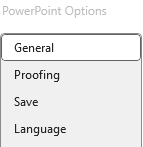 PowerPoint Options
General
Proofing
Save
Language